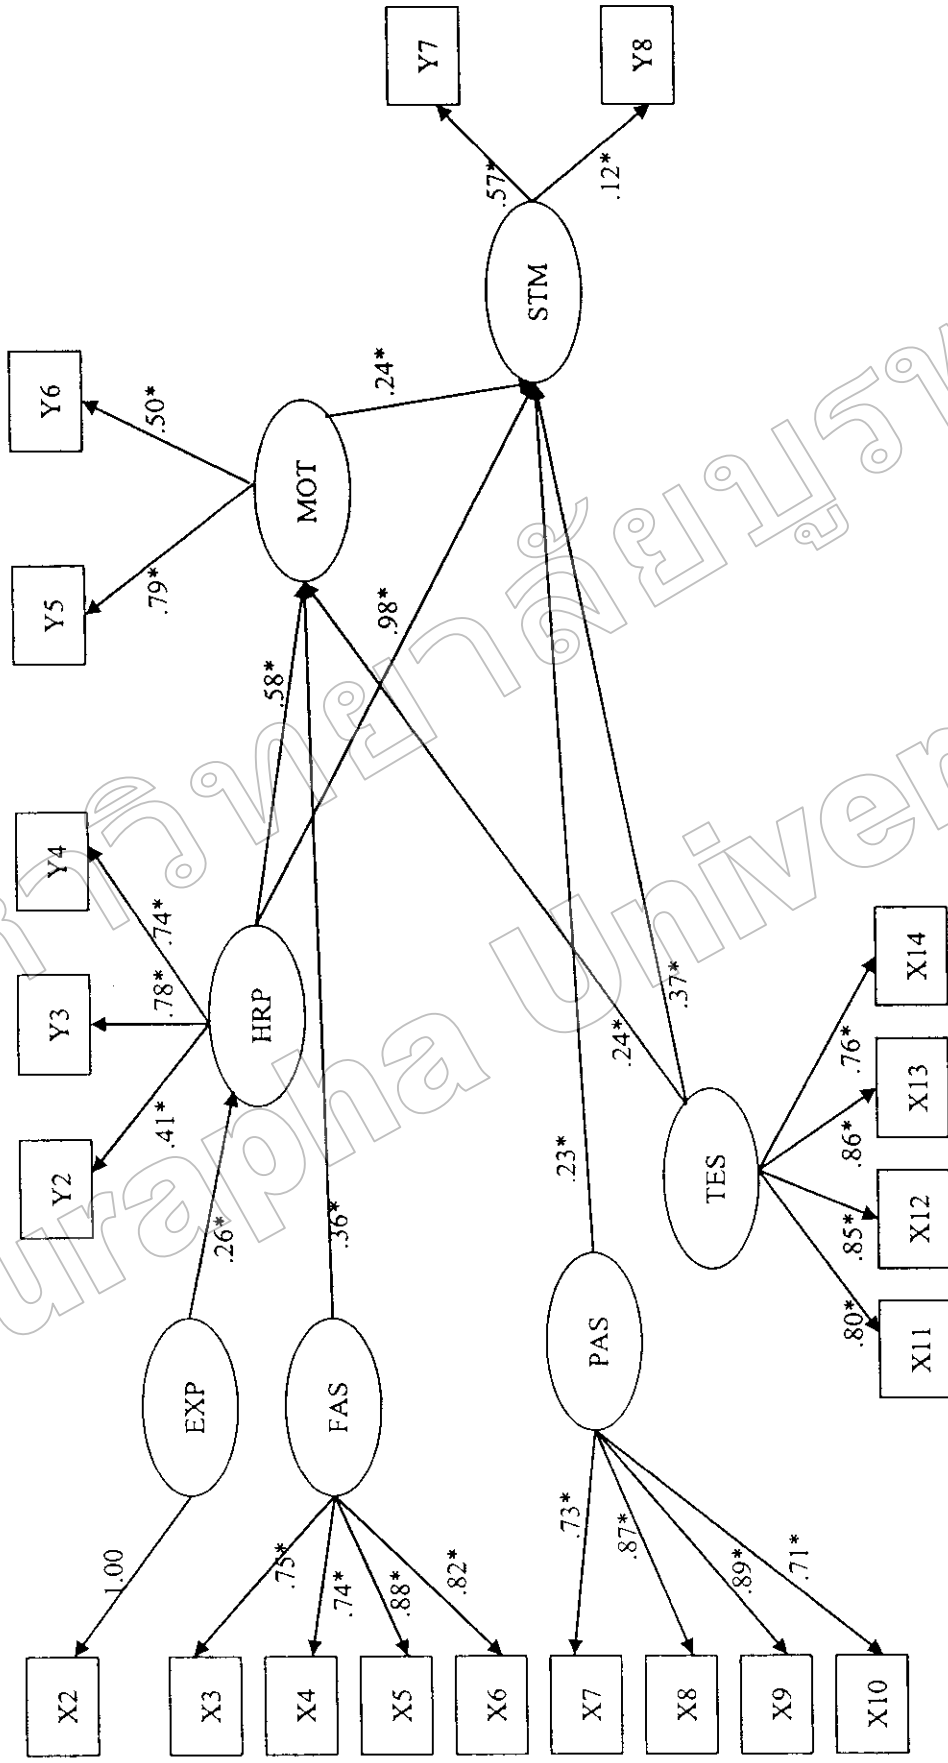 X2
X3
X4
X5
X6
X7
X8
X9
X10
1.00
.75*
.74*
.88*
.82*
.73*
.87*
.89*
.71*
EXP
FAS
PAS
TES
.26*
.36*
.23*
.24*
.37*
X11
X12
X13
X14
.80*
.85*
.86*
.76*
HRP
Y2
Y3
Y4
.41*
.78*
.74*
.58*
.98*
MOT
Y5
Y6
.79*
.50*
.24*
STM
Y7
Y8
.57*
.12*